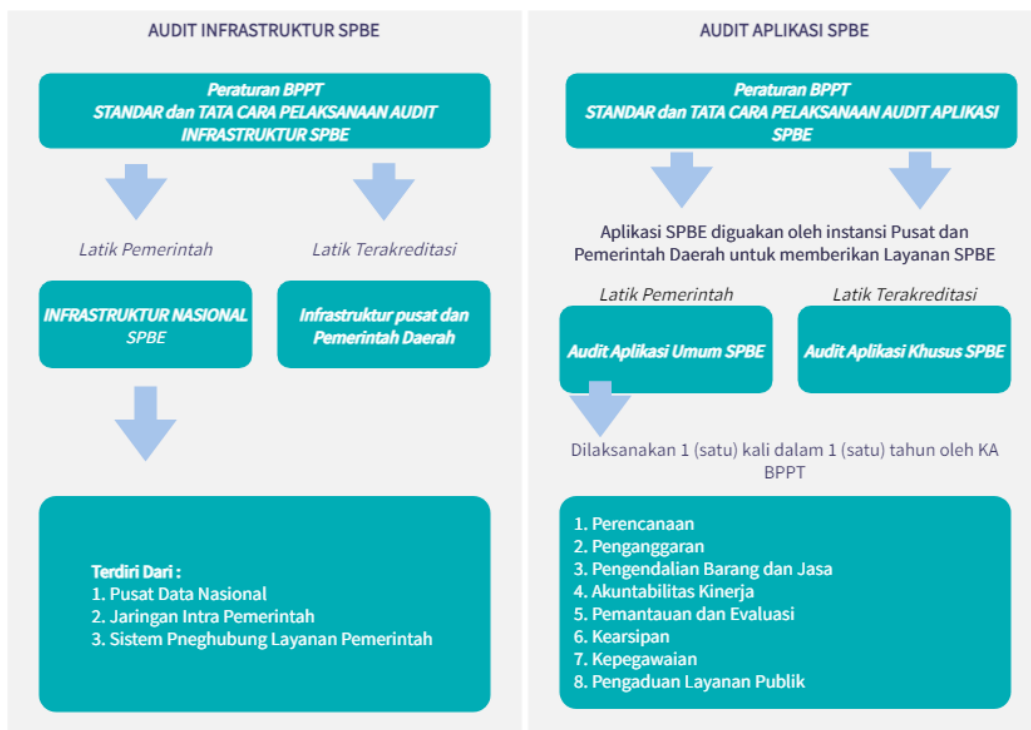 AUDIT INFRASTRUKTUR SPBE
Peraturan BPPT
STANDAR dan TATA CARA PELAKSANAAN AUDIT
INFRASTRUKTUR SPBE
Latik Pemerintah
Latik Terakreditasi
INFRASTRUKTUR NASIONAL
SPBE
Infrastruktur pusat dan
Pemerintah Daerah
Terdiri Dari :
1. Pusat Data Nasional
2. Jaringan Intra Pemerintah
3. Sistem Pneghubung Layanan Pemerintah
AUDIT APLIKASI SPBE
Peraturan BPPT
STANDAR dan TATA CARA PELAKSANAAN AUDIT APLIKASI
SPBE
Aplikasi SPBE diguakan oleh instansi Pusat dan
Pemerintah Daerah untuk memberikan Layanan SPBE
Latik Pemerintah
Latik Terakreditasi
Audit Aplikasi Umum SPBE
Audit Aplikasi Khusus SPBE
Dilaksanakan 1 (satu) kali dalam 1 (satu) tahun oleh KA
BPPT
1. Perencanaan
2. Penganggaran
3. Pengendalian Barang dan Jasa
4. Akuntabilitas Kinerja
5. Pemantauan dan Evaluasi
6. Kearsipan
7. Kepegawaian
8. Pengaduan Layanan Publik